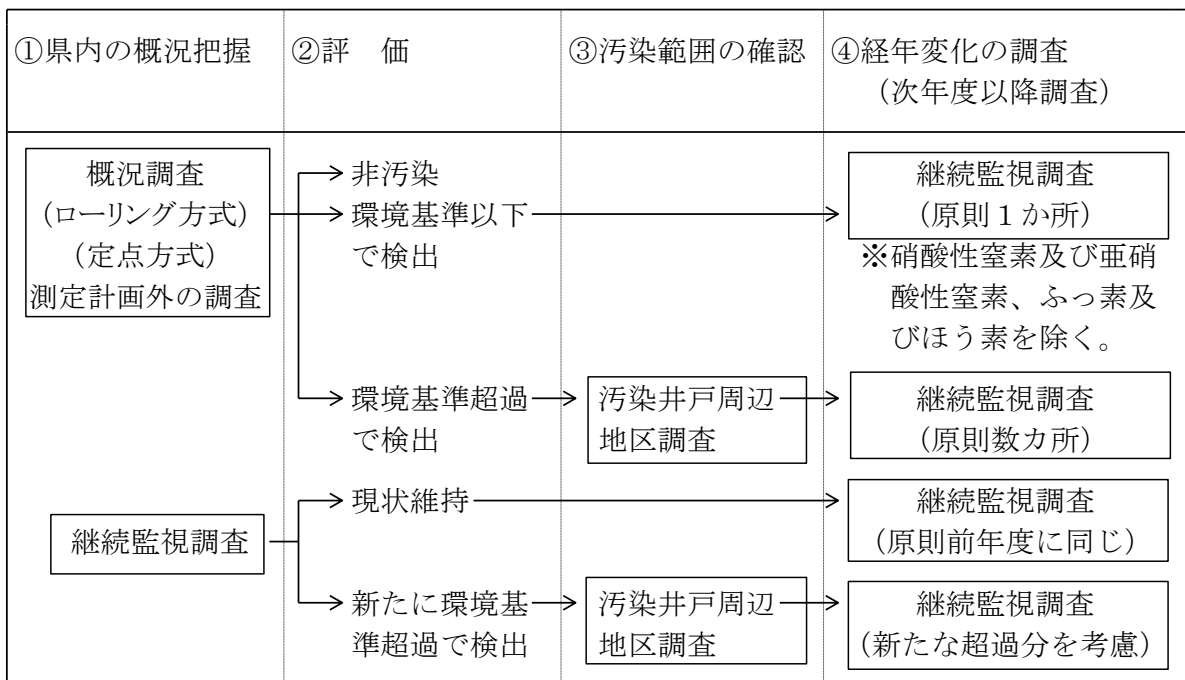 ①県内の概況把握
②評　価
③汚染範囲の確認
④経年変化の調査
（次年度以降調査）
概況調査
（ローリング方式）
（定点方式）
測定計画外の調査
非汚染
環境基準以下
で検出
継続監視調査
（原則１か所）
※硝酸性窒素及び亜硝
酸性窒素、ふっ素及
びほう素を除く。
環境基準超過
で検出
汚染井戸周辺
地区調査
継続監視調査
（原則数カ所）
継続監視調査
現状維持
継続監視調査
（原則前年度に同じ）
新たに環境基
準超過で検出
汚染井戸周辺
地区調査
継続監視調査
（新たな超過分を考慮）